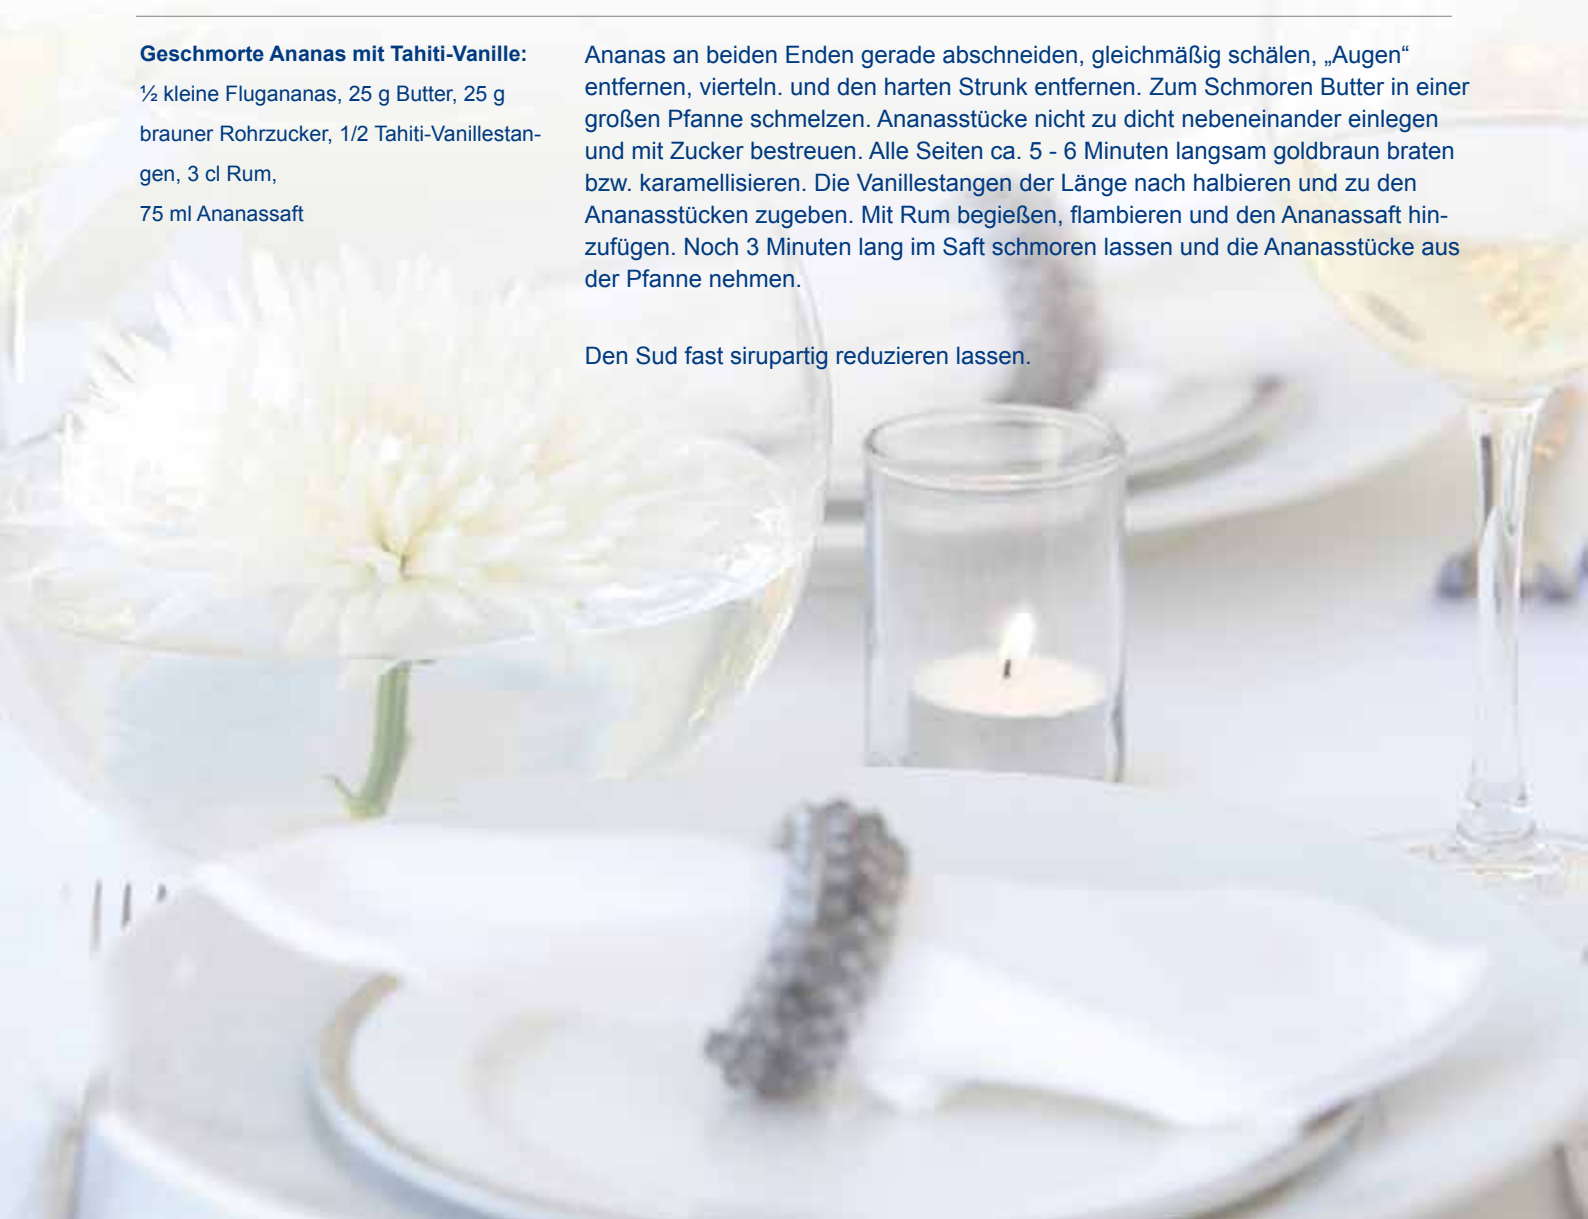 Geschmorte Ananas mit Tahiti-Vanille:
½ kleine Flugananas, 25 g Butter, 25 g
brauner Rohrzucker, 1/2 Tahiti-Vanillestan-
gen, 3 cl Rum,
75 ml Ananassaft
Ananas an beiden Enden gerade abschneiden, gleichmäßig schälen, „Augen“
entfernen, vierteln. und den harten Strunk entfernen. Zum Schmoren Butter in einer
großen Pfanne schmelzen. Ananasstücke nicht zu dicht nebeneinander einlegen
und mit Zucker bestreuen. Alle Seiten ca. 5 - 6 Minuten langsam goldbraun braten
bzw. karamellisieren. Die Vanillestangen der Länge nach halbieren und zu den
Ananasstücken zugeben. Mit Rum begießen, flambieren und den Ananassaft hin-
zufügen. Noch 3 Minuten lang im Saft schmoren lassen und die Ananasstücke aus
der Pfanne nehmen.
Den Sud fast sirupartig reduzieren lassen.